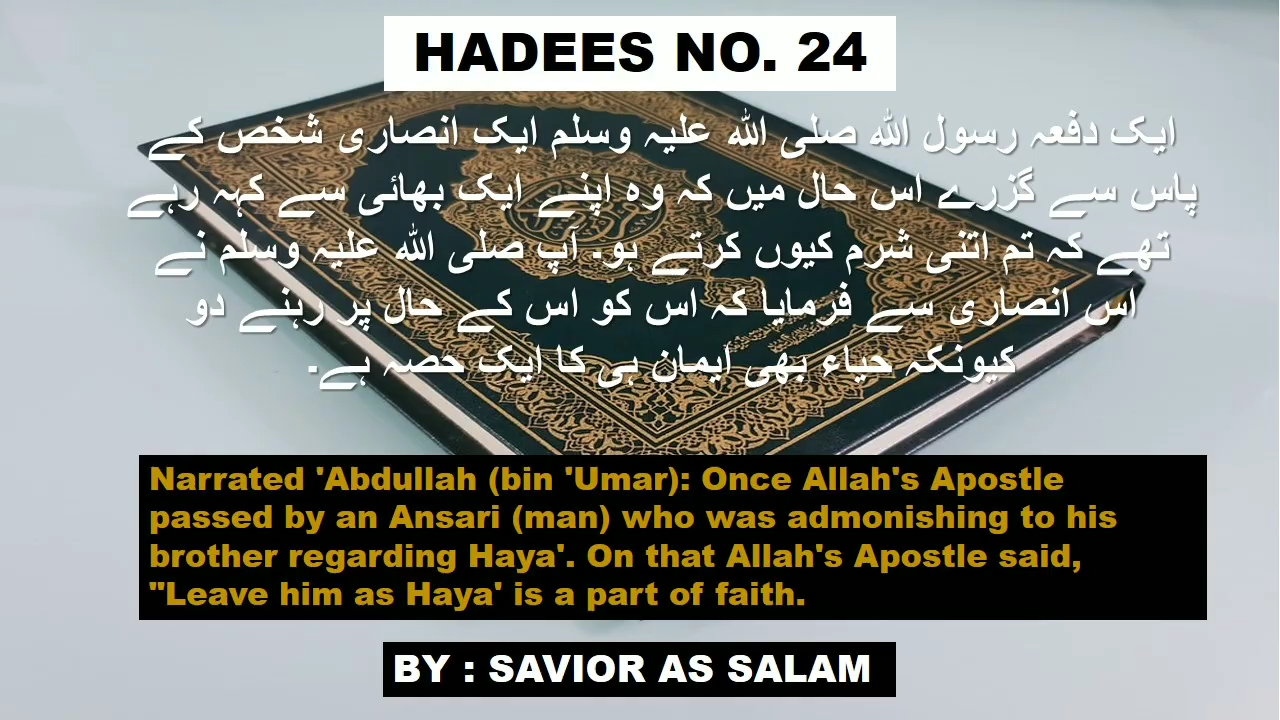 HADEES NO. 24
ایک دفعہ رسول اللہ صلی اللہ علیہ وسلم ایک انصاری شخص کے
پاس سے گزرے اس حال میں کہ وہ اپنے ایک بھائی سے کہہ رہے
تھے کہ تم اتنی شرم کیوں کرتے ہو۔ آپ صلی اللہ علیہ وسلم نے
اس انصاری سے فرمایا کہ اس کو اس کے حال پر رہنے دو
کیونکہ حیاء بھی ایمان ہی کا ایک حصہ ہے۔
Narrated 'Abdullah (bin 'Umar): Once Allah's Apostle
passed by an Ansari (man) who was admonishing to his
brother regarding Haya'. On that Allah's Apostle said,
"Leave him as Haya' is a part of faith.
BY : SAVIOR AS SALAM